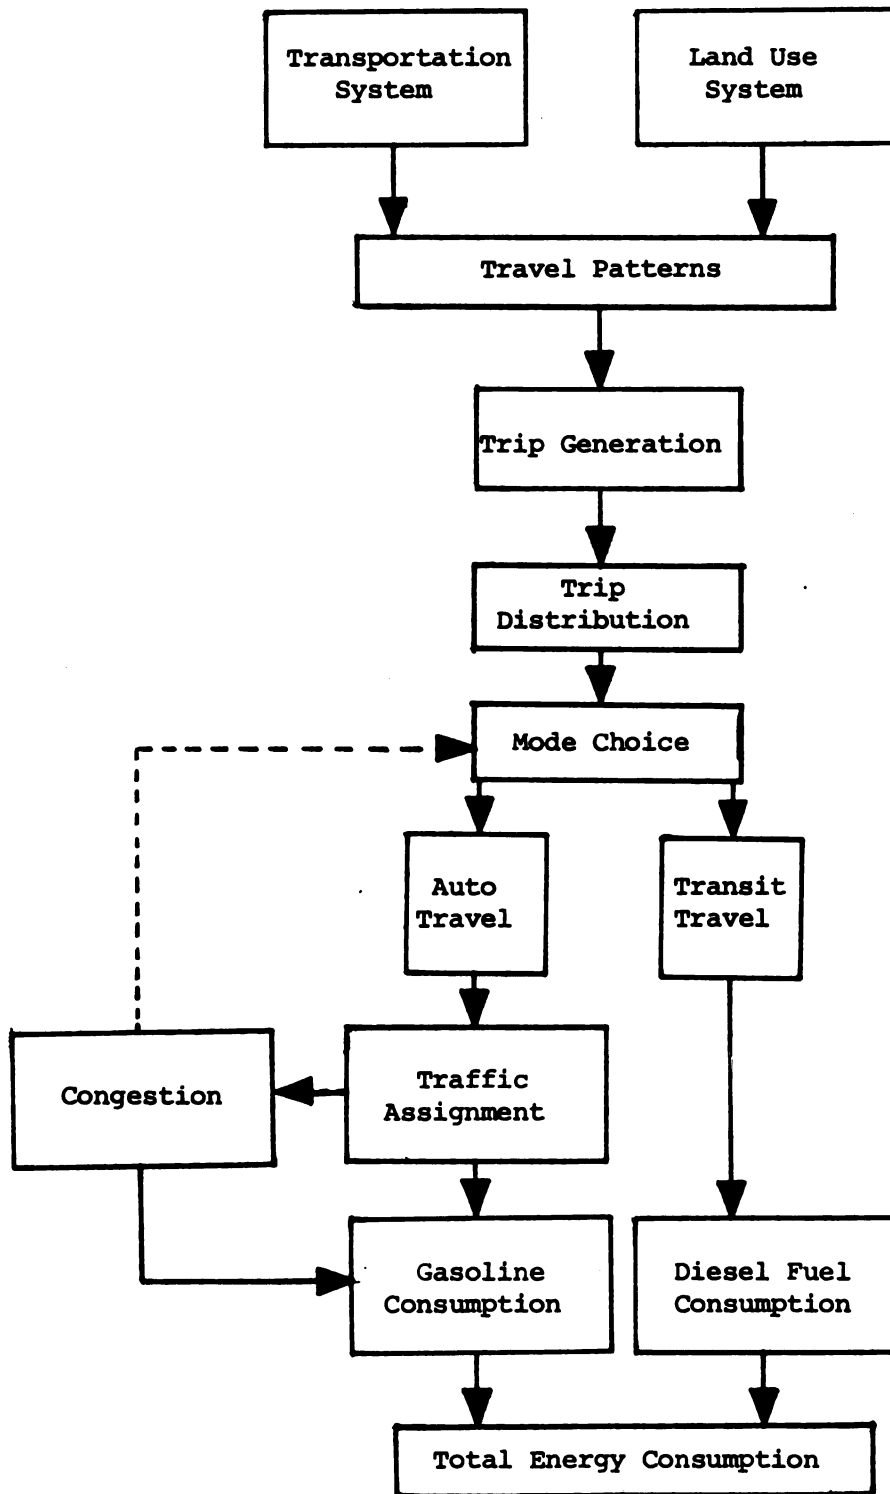 Transportation
System
Land Use
System
Travel Patterns
Trip Generation
Trip
Distribution
Mode Choice
Auto
Travel
Transit
Travel
Congestion
Traffic
Assignment
Gasoline
Consumption
Diesel Fuel
Consumption
Total Energy Consumption